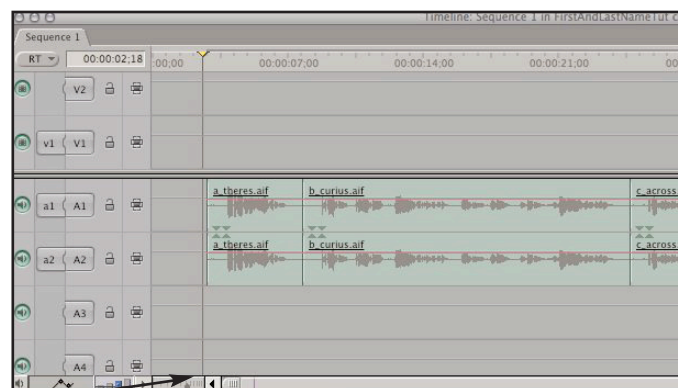 Timeline: Sequence 1 in FirstAndLastNameTut
Sequence 1
RT 00:00:02;18 00;00 00:00:07;00 00:00:14;00 00:00:21;00 00
V2
v1 V1
a_theres.aif b_curius.aif c_across
a1 A1
a_theres.aif b_curius.aif c_across
a2 A2
A3
A4